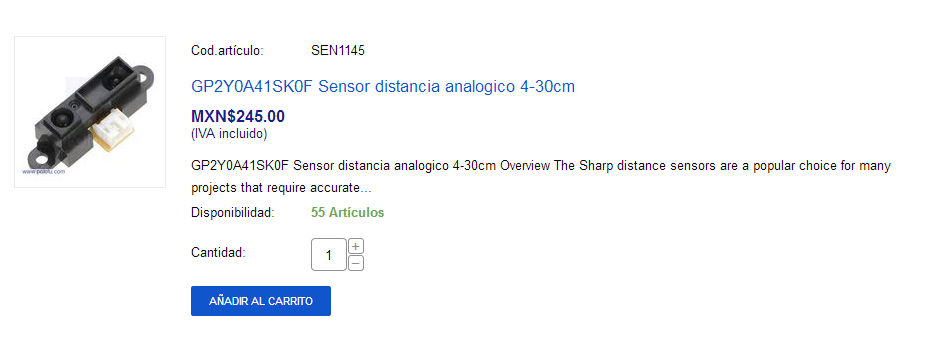 Cod.artículo: SEN1145
GP2Y0A41SK0F Sensor distancia analogico 4-30cm
MXN$245.00
(IVA incluido)
www.pololu.com
GP2Y0A41SK0F Sensor distancia analogico 4-30cm Overview The Sharp distance sensors are a popular choice for many
projects that require accurate...
Disponibilidad: 55 Artículos
Cantidad: 1 + −
AÑADIR AL CARRITO